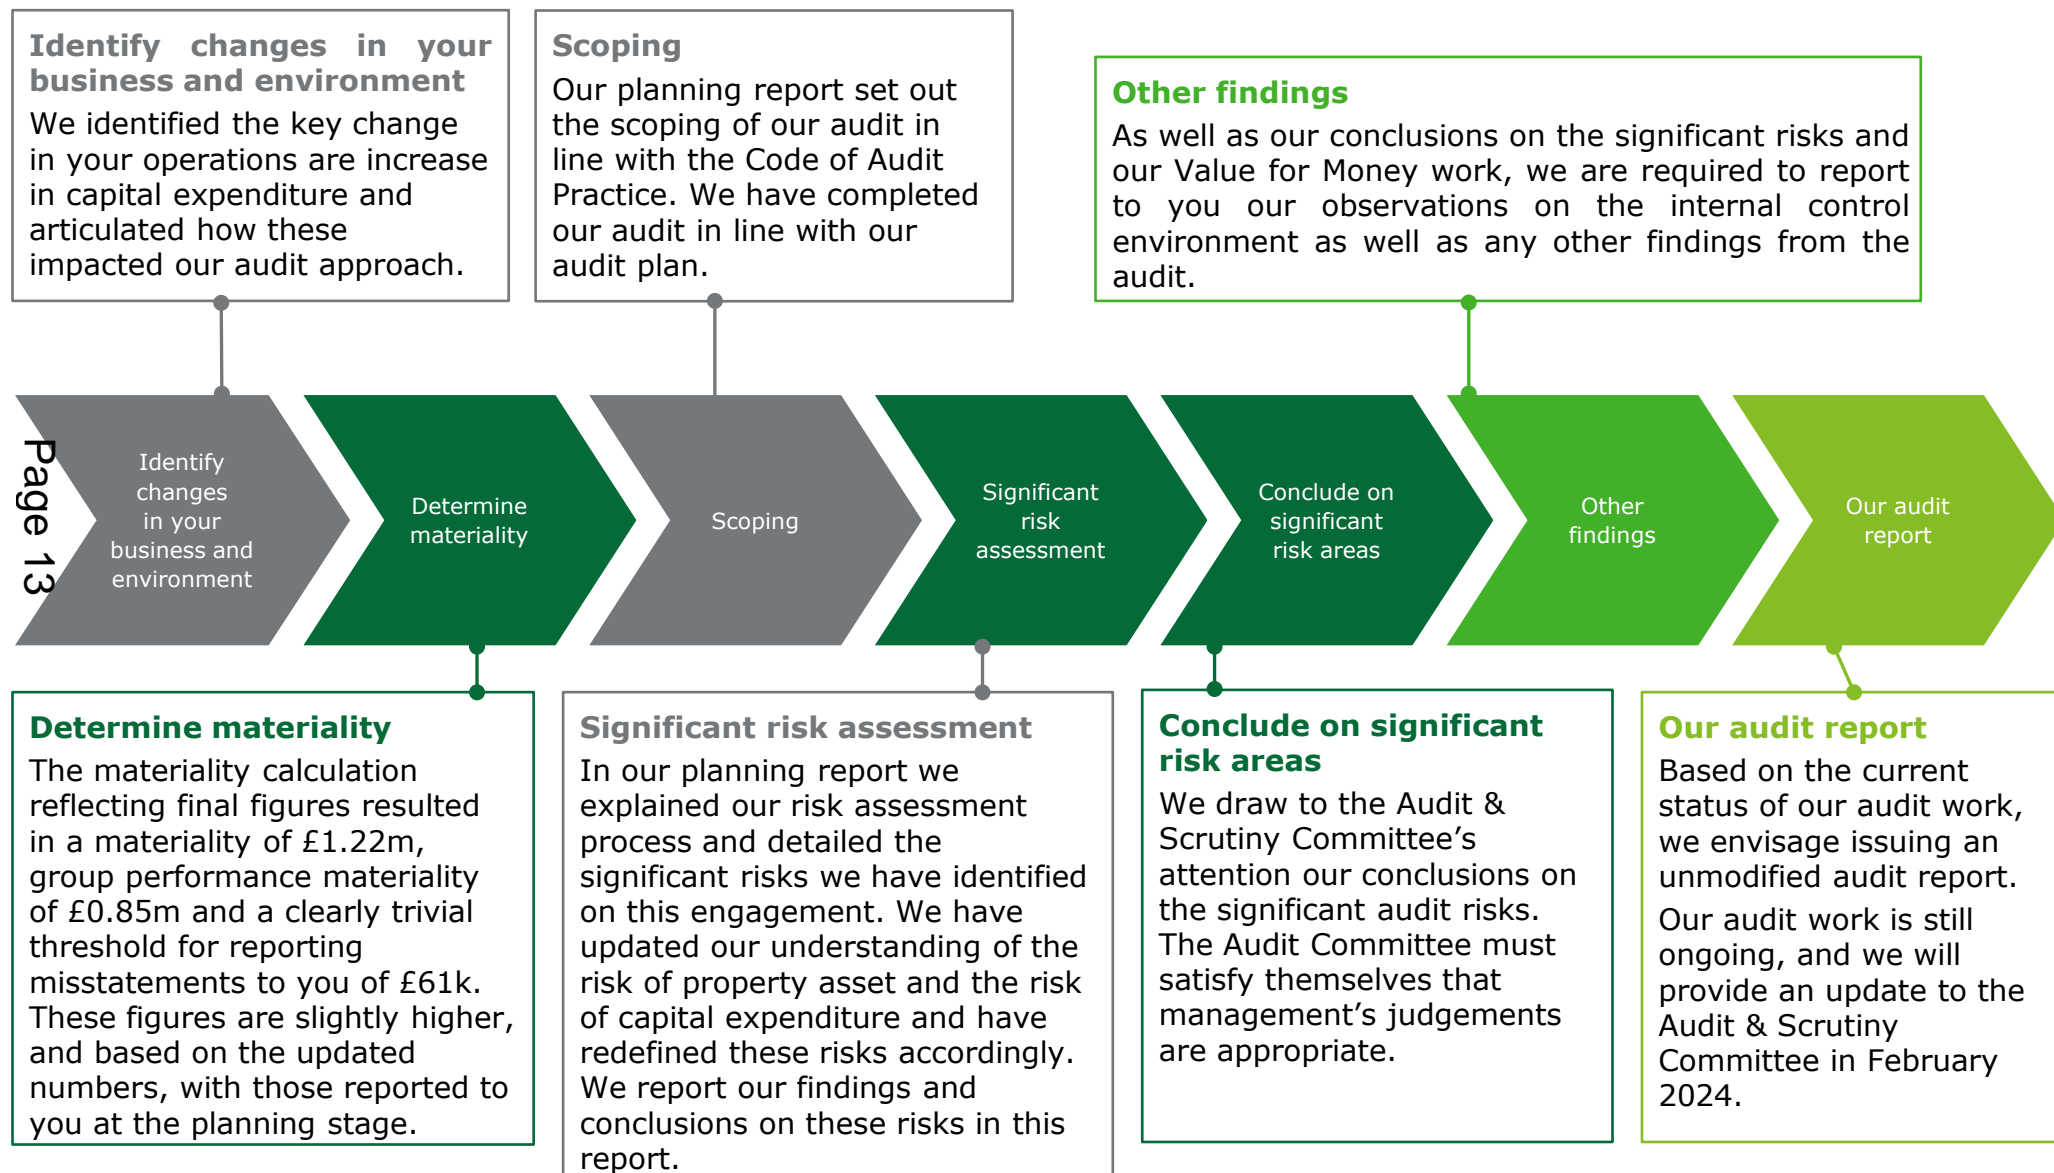 Identify changes in your
business and environment
We identified the key change
in your operations are increase
in capital expenditure and
articulated how these
impacted our audit approach.
Scoping
Our planning report set out
the scoping of our audit in
line with the Code of Audit
Practice. We have completed
our audit in line with our
audit plan.
Other findings
As well as our conclusions on the significant risks and
our Value for Money work, we are required to report
to you our observations on the internal control
environment as well as any other findings from the
audit.
Page 13
Identify
changes
in your
business and
environment
Determine
materiality
Scoping
Significant
risk
assessment
Conclude on
significant
risk areas
Other
findings
Our audit
report
Determine materiality
The materiality calculation
reflecting final figures resulted
in a materiality of £1.22m,
group performance materiality
of £0.85m and a clearly trivial
threshold for reporting
misstatements to you of £61k.
These figures are slightly higher,
and based on the updated
numbers, with those reported to
you at the planning stage.
Significant risk assessment
In our planning report we
explained our risk assessment
process and detailed the
significant risks we have identified
on this engagement. We have
updated our understanding of the
risk of property asset and the risk
of capital expenditure and have
redefined these risks accordingly.
We report our findings and
conclusions on these risks in this
report.
Conclude on significant
risk areas
We draw to the Audit &
Scrutiny Committee’s
attention our conclusions on
the significant audit risks.
The Audit Committee must
satisfy themselves that
management’s judgements
are appropriate.
Our audit report
Based on the current
status of our audit work,
we envisage issuing an
unmodified audit report.
Our audit work is still
ongoing, and we will
provide an update to the
Audit & Scrutiny
Committee in February
2024.